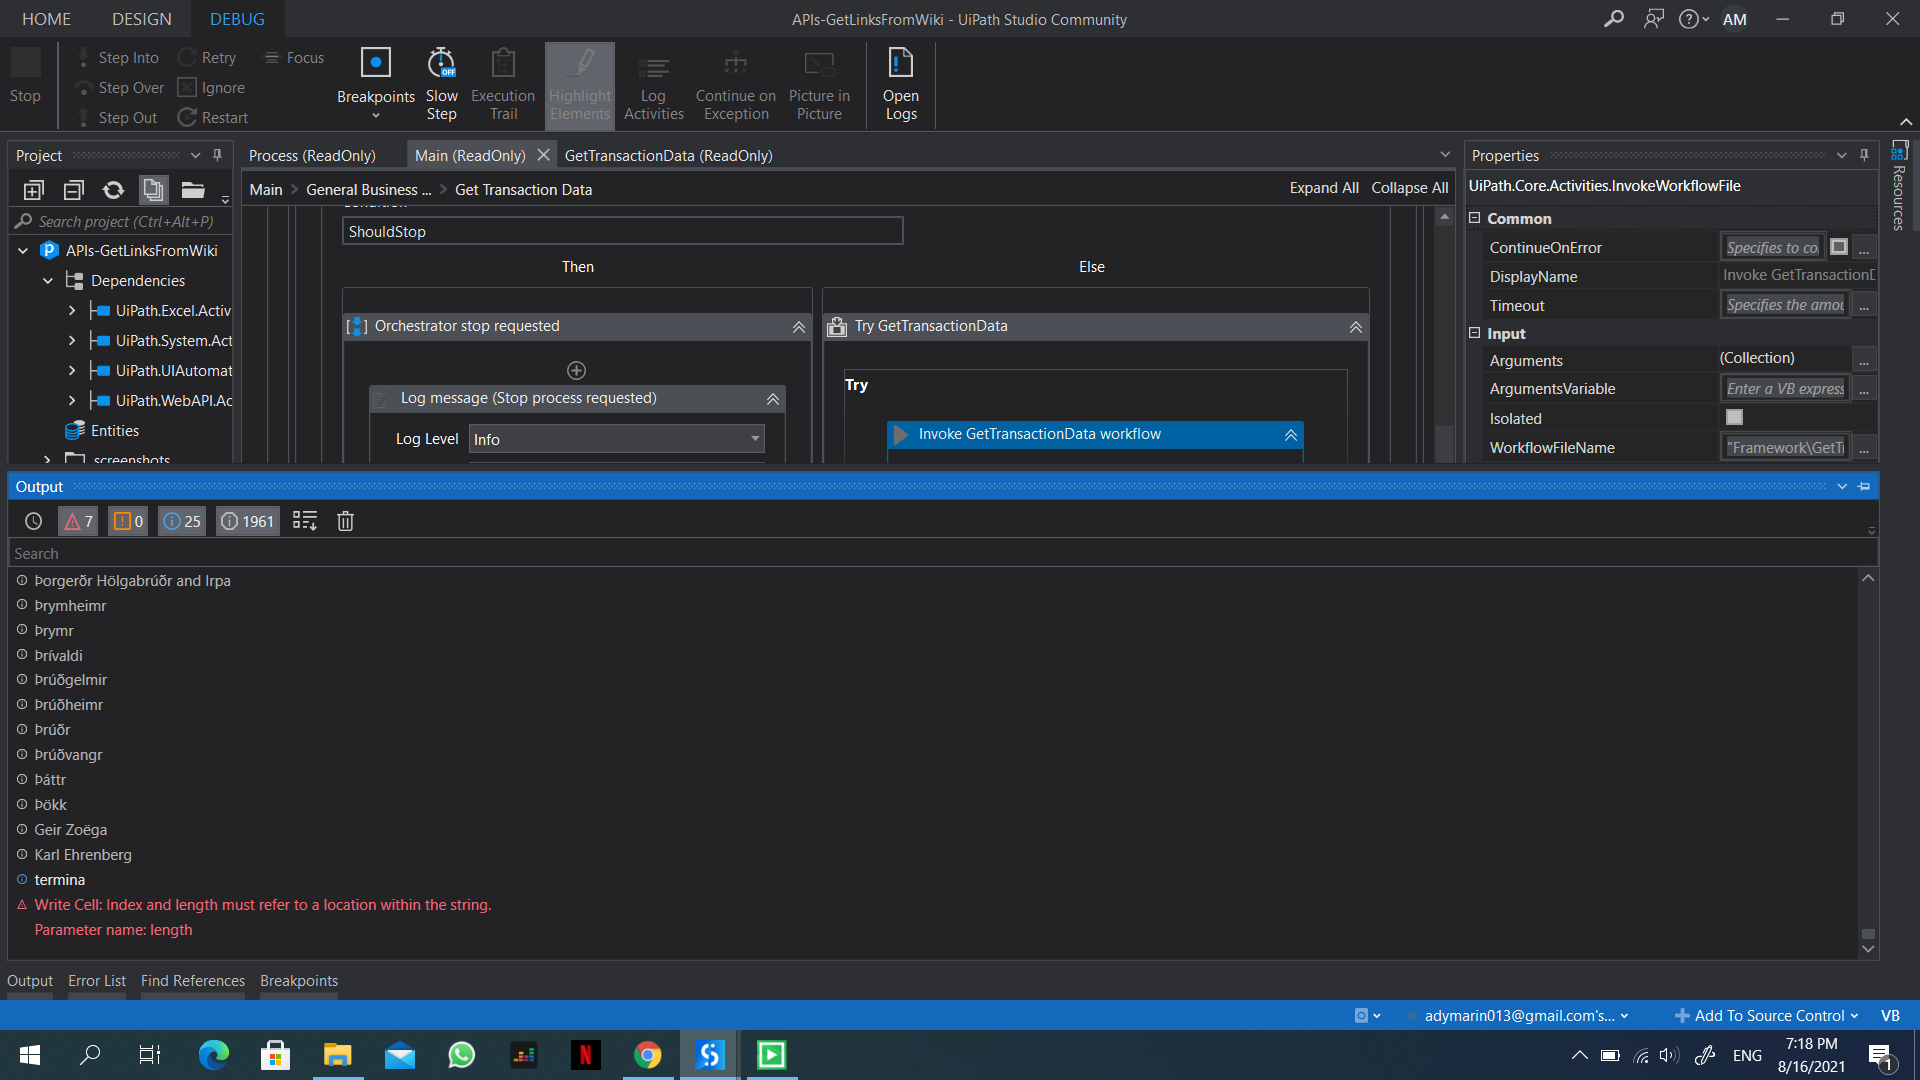 HOME DESIGN DEBUG
APIs-GetLinksFromWiki - UiPath Studio Community
AM
Stop
Step Into
Step Over
Step Out
Retry
Ignore
Restart
Focus
Breakpoints
Slow Step
OFF
Execution Trail
Highlight Elements
Log Activities
Continue on Exception
Picture in Picture
Open Logs
Project
Search project (Ctrl+Alt+P)
APIs-GetLinksFromWiki
Dependencies
UiPath.Excel.Activ
UiPath.System.Act
UiPath.UIAutomat
UiPath.WebAPI.Ac
Entities
.screenshots
Process (ReadOnly)
Main (ReadOnly)
GetTransactionData (ReadOnly)
Main > General Business ... > Get Transaction Data
Expand All Collapse All
Condition
ShouldStop
Then
Else
Orchestrator stop requested
Try GetTransactionData
Log message (Stop process requested)
Log Level Info
Try
Invoke GetTransactionData workflow
Properties
UiPath.Core.Activities.InvokeWorkflowFile
Common
ContinueOnError Specifies to co ...
DisplayName Invoke GetTransactionD
Timeout Specifies the amou ...
Input
Arguments (Collection) ...
ArgumentsVariable Enter a VB express ...
Isolated
WorkflowFileName "Framework\GetTr ...
Resources
Output
7 0 25 1961
Search
Þorgerðr Hölgabrúðr and Irpa
Þrymheimr
Þrymr
Þrívaldi
Þrúðgelmir
Þrúðheimr
Þrúðr
Þrúðvangr
Þáttr
Þökk
Geir Zoëga
Karl Ehrenberg
termina
Write Cell: Index and length must refer to a location within the string.
Parameter name: length
Output Error List Find References Breakpoints
adymarin013@gmail.com's...
Add To Source Control
VB
ENG
7:18 PM
8/16/2021
1